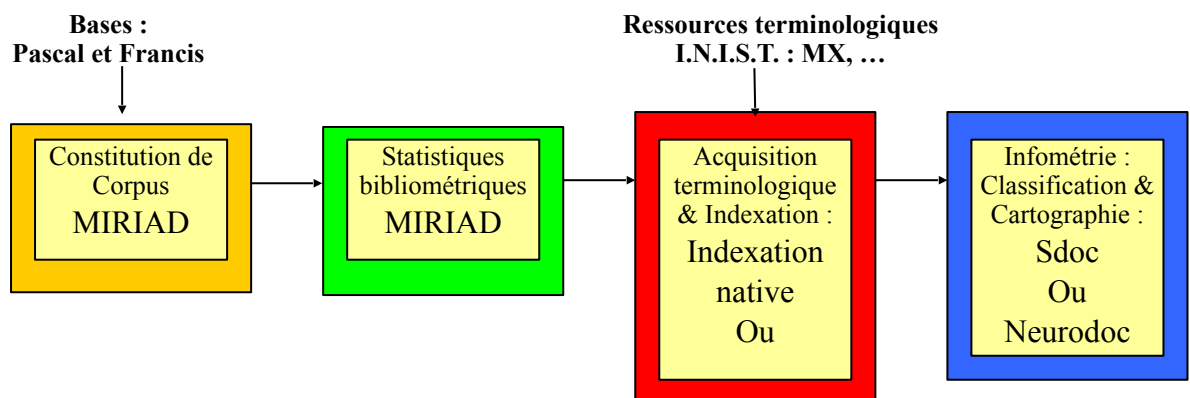 Bases :
Pascal et Francis
Ressources terminologiques
I.N.I.S.T. : MX, …
Constitution de
Corpus
MIRIAD
Statistiques
bibliométriques
MIRIAD
Acquisition
terminologique
& Indexation :
Indexation
native
Ou
Infométrie :
Classification &
Cartographie :
Sdoc
Ou
Neurodoc